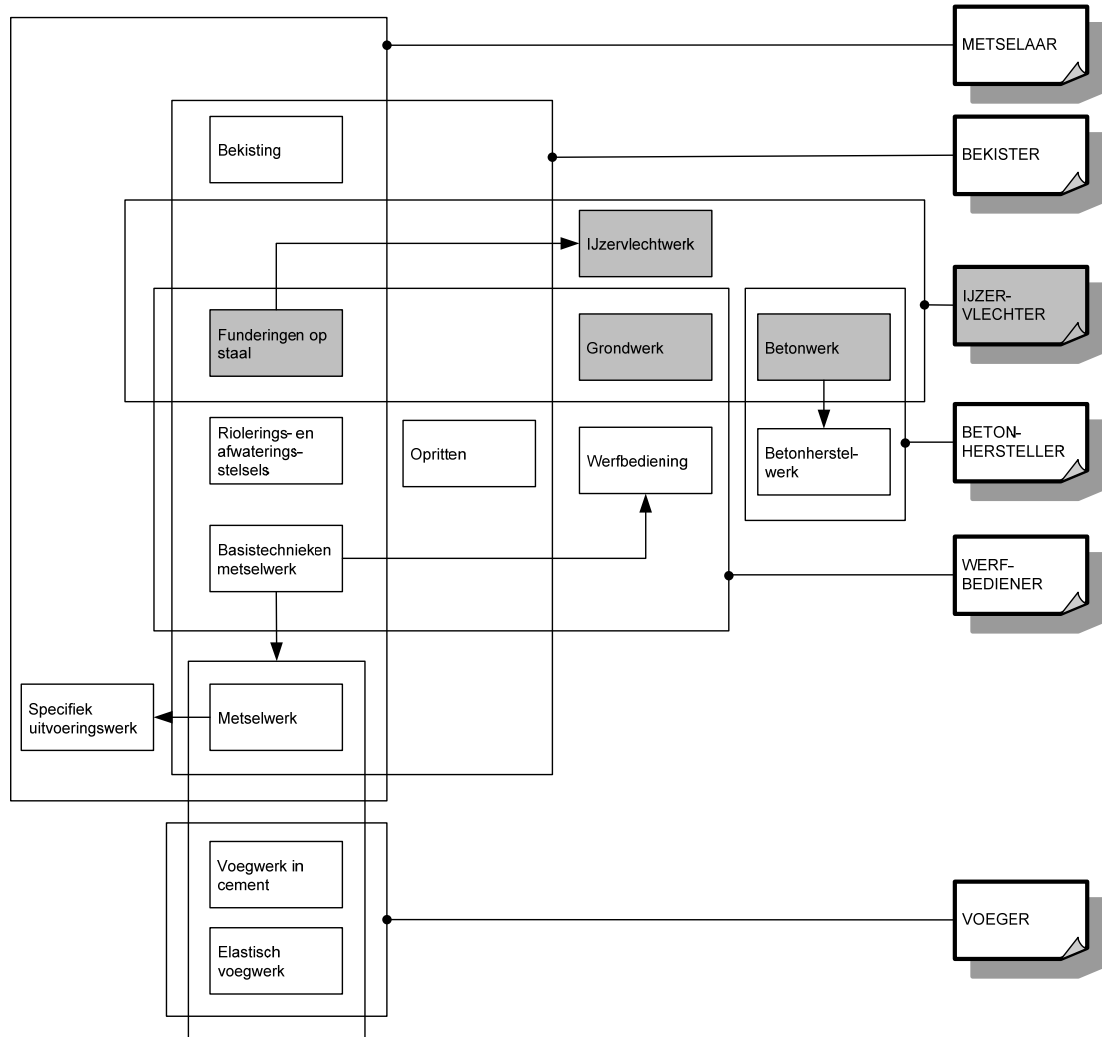 METSELAAR
Bekisting
BEKISTER
IJzervlechtwerk
IJZER-
VLECHTER
Funderingen op
staal
Grondwerk
Betonwerk
Riolerings- en
afwaterings-
stelsels
Opritten
Werfbediening
Betonherstel-
werk
BETON-
HERSTELLER
Basistechnieken
metselwerk
WERF-
BEDIENER
Specifiek
uitvoeringswerk
Metselwerk
Voegwerk in
cement
VOEGER
Elastisch
voegwerk